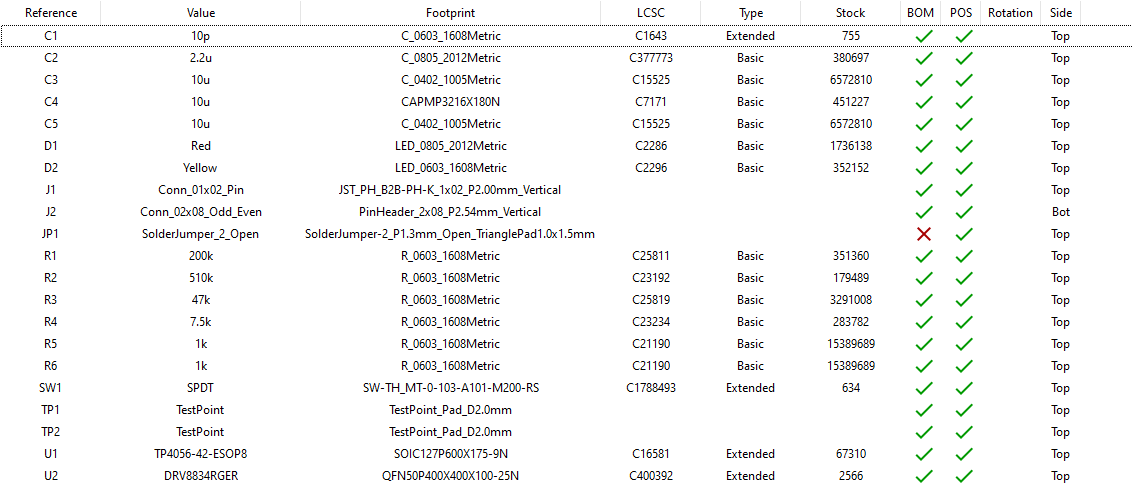 Reference Value Footprint LCSC Type Stock BOM POS Rotation Side
C1 10p C_0603_1608Metric C1643 Extended 755 Top
C2 2.2u C_0805_2012Metric C377773 Basic 380697 Top
C3 10u C_0402_1005Metric C15525 Basic 6572810 Top
C4 10u CAPMP3216X180N C7171 Basic 451227 Top
C5 10u C_0402_1005Metric C15525 Basic 6572810 Top
D1 Red LED_0805_2012Metric C2286 Basic 1736138 Top
D2 Yellow LED_0603_1608Metric C2296 Basic 352152 Top
J1 Conn_01x02_Pin JST_PH_B2B-PH-K_1x02_P2.00mm_Vertical Top
J2 Conn_02x08_Odd_Even PinHeader_2x08_P2.54mm_Vertical Bot
JP1 SolderJumper_2_Open SolderJumper-2_P1.3mm_Open_TrianglePad1.0x1.5mm Top
R1 200k R_0603_1608Metric C25811 Basic 351360 Top
R2 510k R_0603_1608Metric C23192 Basic 179489 Top
R3 47k R_0603_1608Metric C25819 Basic 3291008 Top
R4 7.5k R_0603_1608Metric C23234 Basic 283782 Top
R5 1k R_0603_1608Metric C21190 Basic 15389689 Top
R6 1k R_0603_1608Metric C21190 Basic 15389689 Top
SW1 SPDT SW-TH_MT-0-103-A101-M200-RS C1788493 Extended 634 Top
TP1 TestPoint TestPoint_Pad_D2.0mm Top
TP2 TestPoint TestPoint_Pad_D2.0mm Top
U1 TP4056-42-ESOP8 SOIC127P600X175-9N C16581 Extended 67310 Top
U2 DRV8834RGER QFN50P400X400X100-25N C400392 Extended 2566 Top